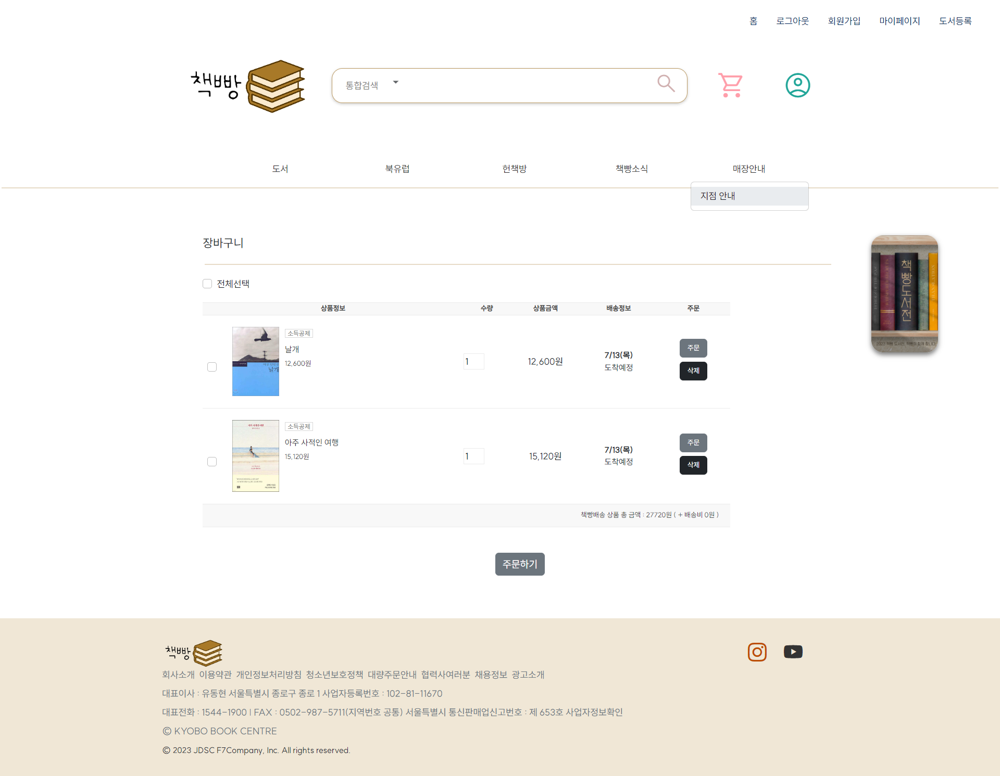 홈 로그아웃 회원가입 마이페이지 도서등록
책빵
통합검색
도서 북유럽 헌책방 책빵소식 매장안내
지점 안내
장바구니
전체선택
상품정보 수량 상품금액 배송정보 주문
소득공제
날개
12,600원
날개
1
12,600원
7/13(목)
도착예정
주문
삭제
소득공제
아주 사적인 여행
15,120원
아주 사적인 여행
1
15,120원
7/13(목)
도착예정
주문
삭제
책빵배송 상품 총 금액 : 27720원 ( + 배송비 0원 )
주문하기
책빵도서전
책빵
회사소개 이용약관 개인정보처리방침 청소년보호정책 대량주문안내 협력사여러분 채용정보 광고소개
대표이사 : 유동현 서울특별시 종로구 종로 1 사업자등록번호 : 102-81-11670
대표전화 : 1544-1900 | FAX : 0502-987-5711(지역번호 공통) 서울특별시 통신판매업신고번호 : 제 653호 사업자정보확인
© KYOBO BOOK CENTRE
© 2023 JDSC F7Company, Inc. All rights reserved.